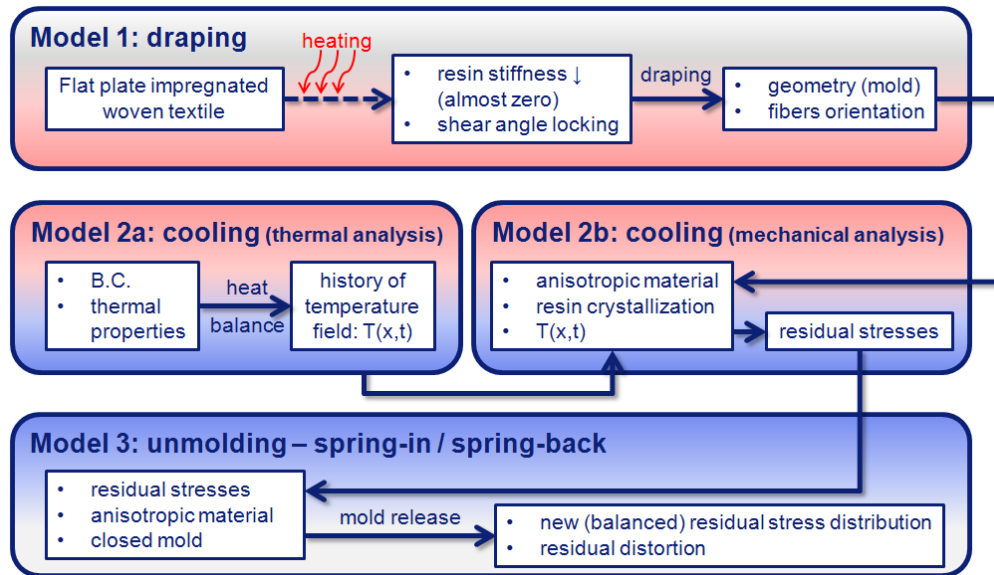 Model 1: draping
heating
Flat plate impregnated
woven textile
• resin stiffness ↓
(almost zero)
• shear angle locking
draping
• geometry (mold)
• fibers orientation
Model 2a: cooling (thermal analysis)
• B.C.
• thermal
properties
heat
balance
history of
temperature
field: T(x,t)
Model 2b: cooling (mechanical analysis)
• anisotropic material
• resin crystallization
• T(x,t)
residual stresses
Model 3: unmolding – spring-in / spring-back
• residual stresses
• anisotropic material
• closed mold
mold release
• new (balanced) residual stress distribution
• residual distortion